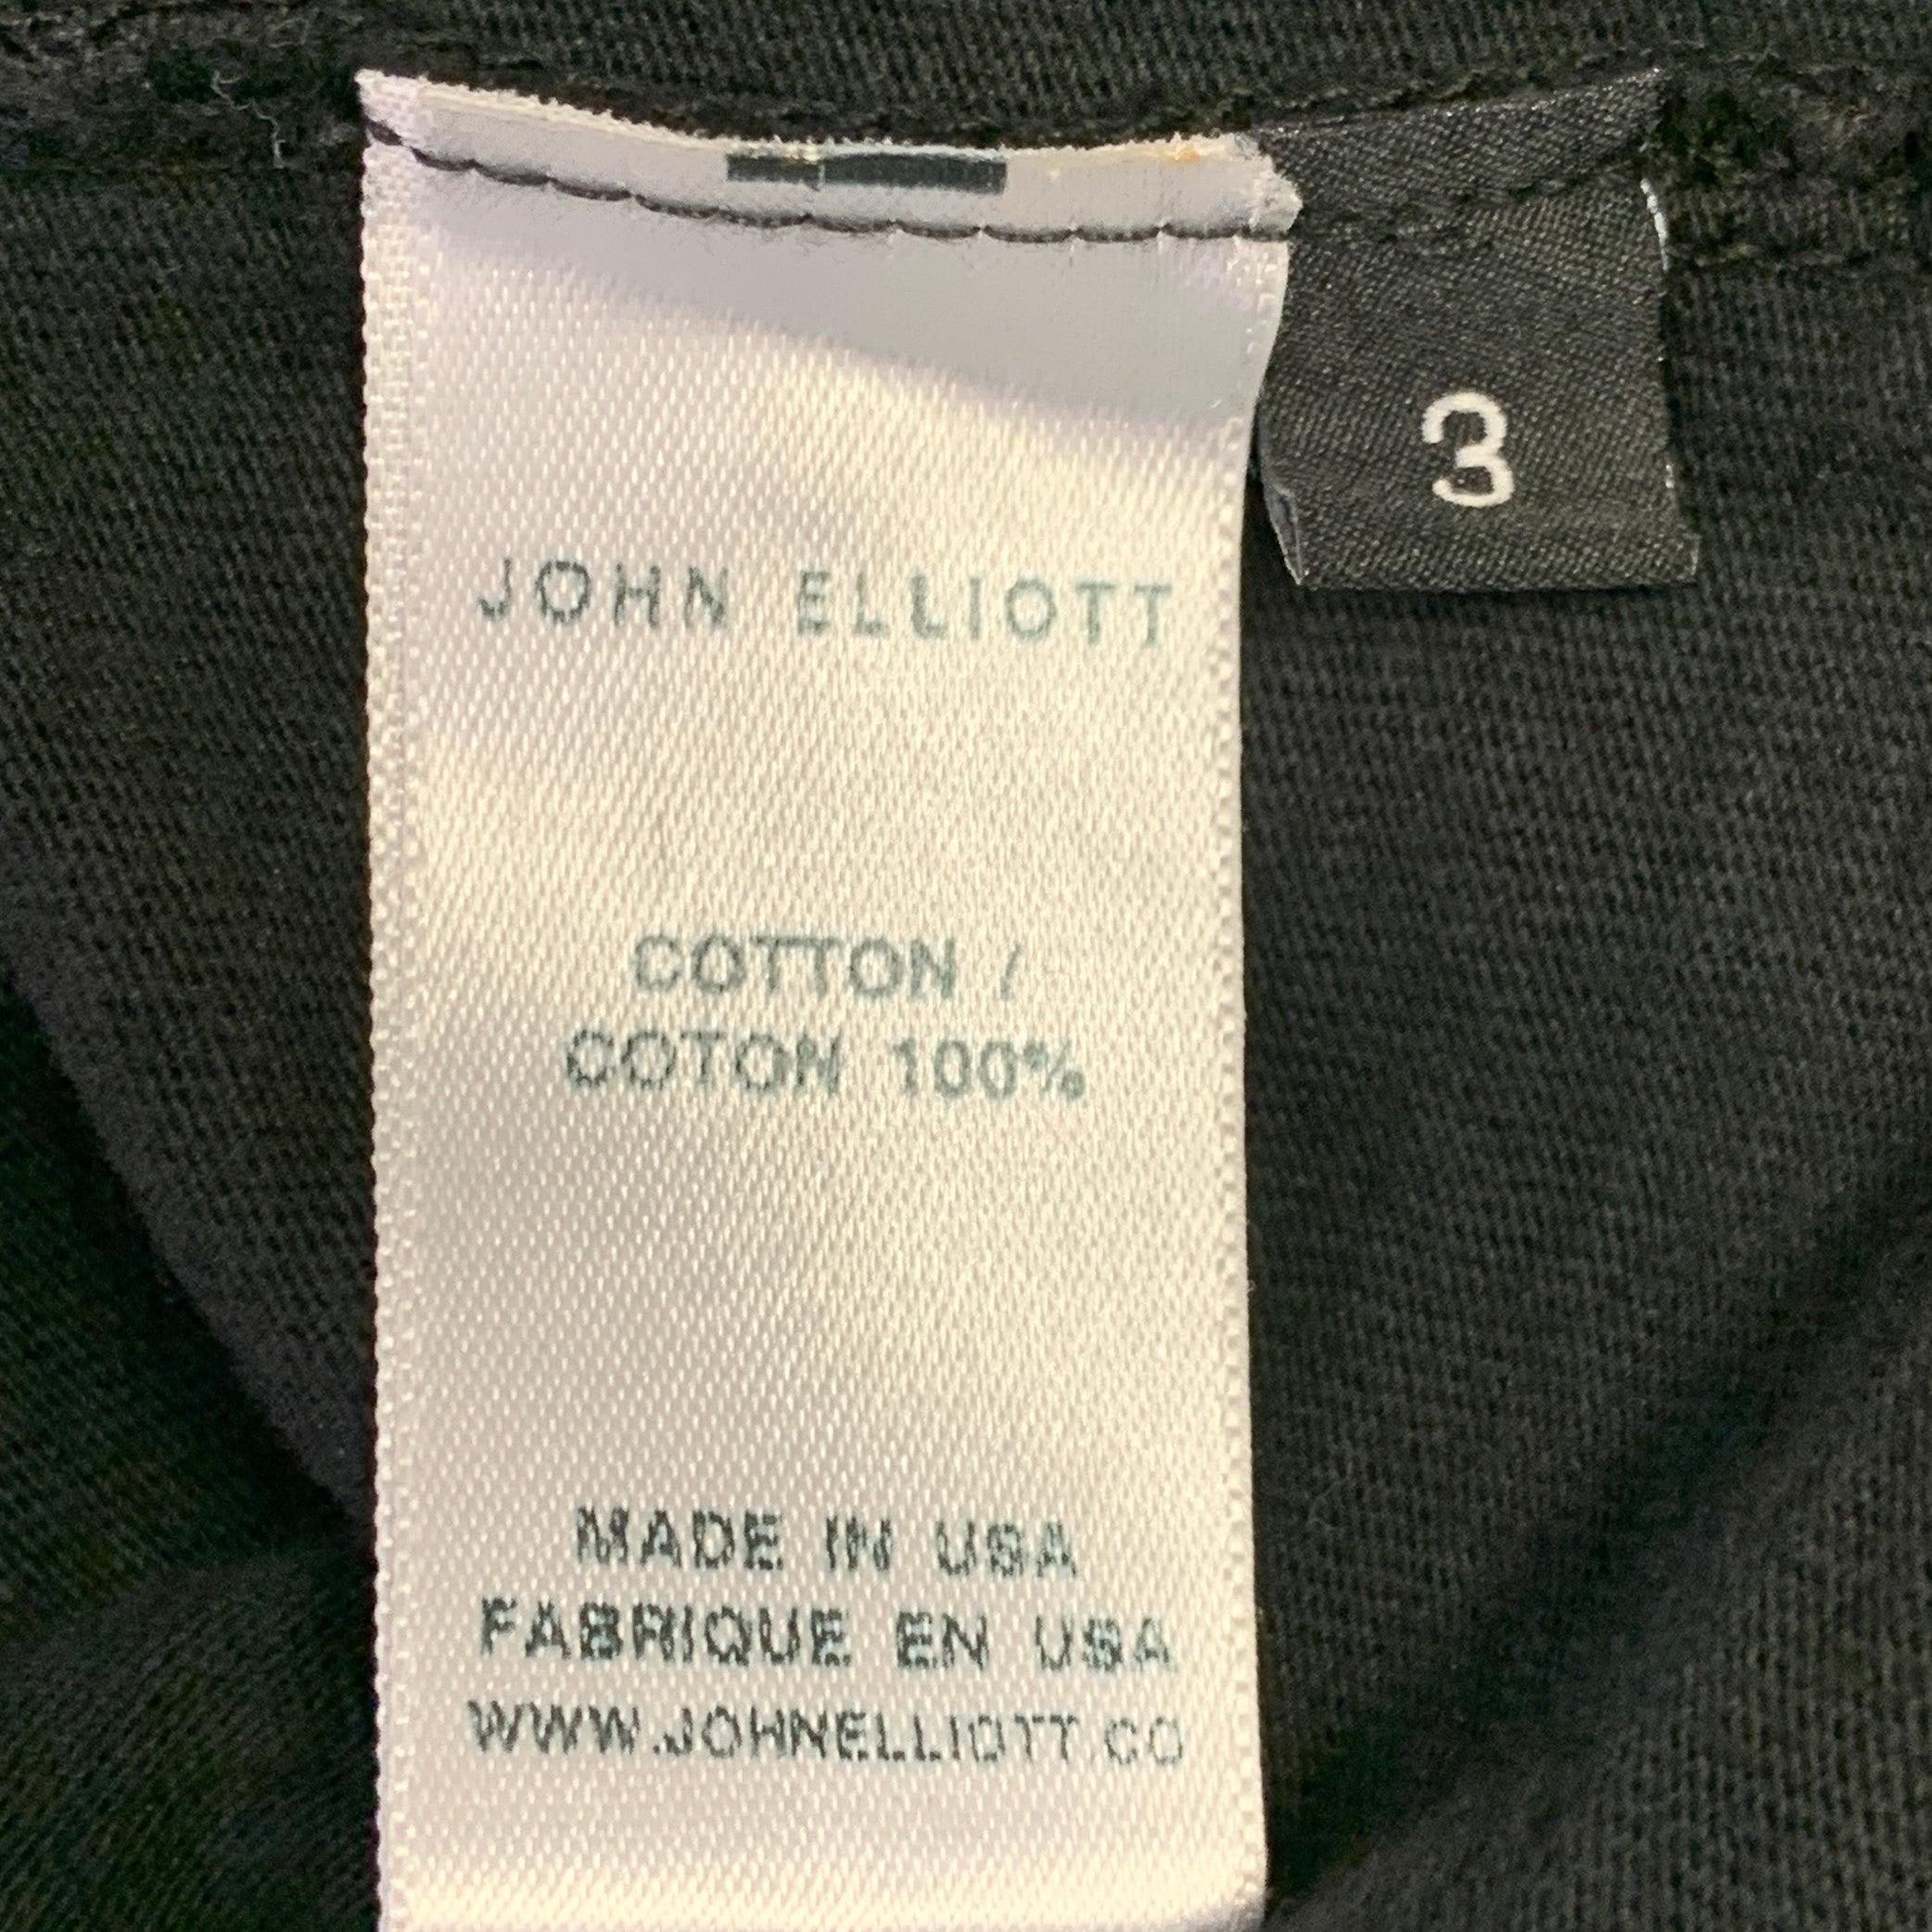 3
JOHN ELLIOTT
COTTON /
COTON 100%
MADE IN USA
FABRIQUE EN USA
WWW.JOHNELLIOTT.CO